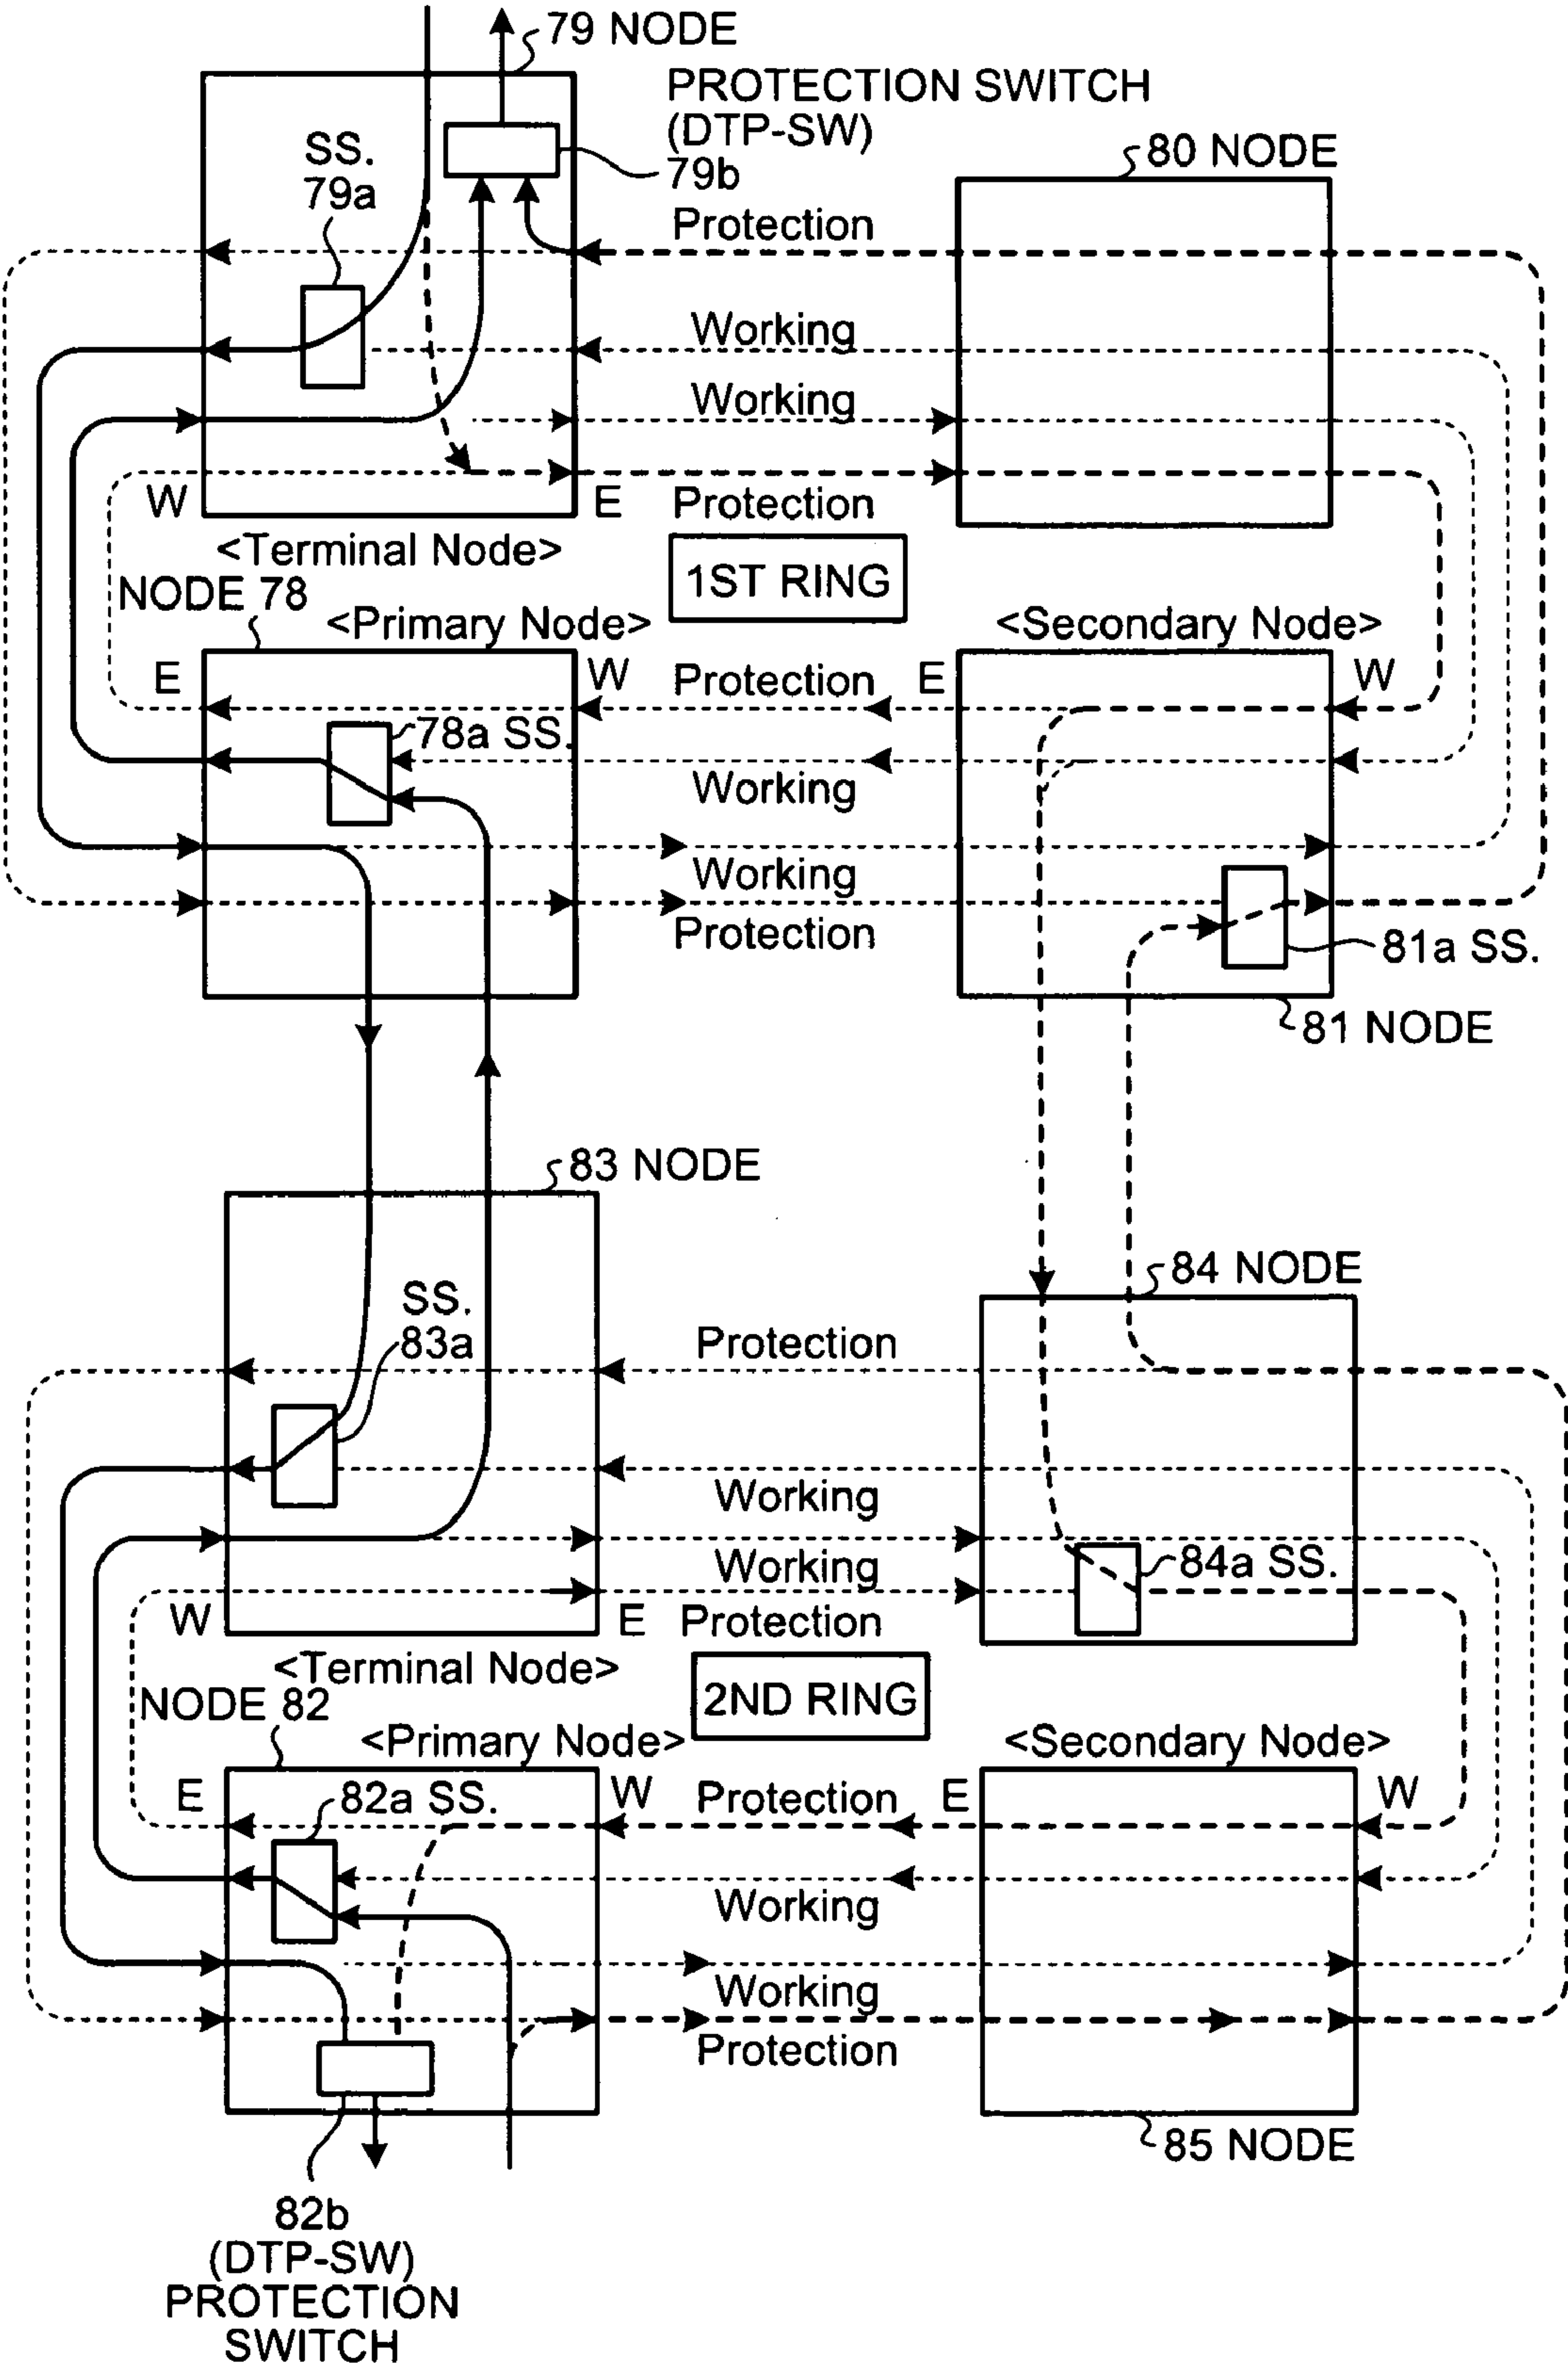 79 NODE
PROTECTION SWITCH
(DTP-SW)
79b
SS.
79a
80 NODE
Protection
Working
Working
W
E
Protection
<Terminal Node>
1ST RING
NODE 78
<Primary Node>
<Secondary Node>
E
W
Protection
E
W
78a SS.
Working
Working
Protection
81a SS.
81 NODE
83 NODE
84 NODE
SS.
83a
Protection
Working
Working
84a SS.
W
E
Protection
<Terminal Node>
2ND RING
NODE 82
<Primary Node>
<Secondary Node>
E
82a SS.
W
Protection
E
W
Working
Working
Protection
85 NODE
82b
(DTP-SW)
PROTECTION
SWITCH